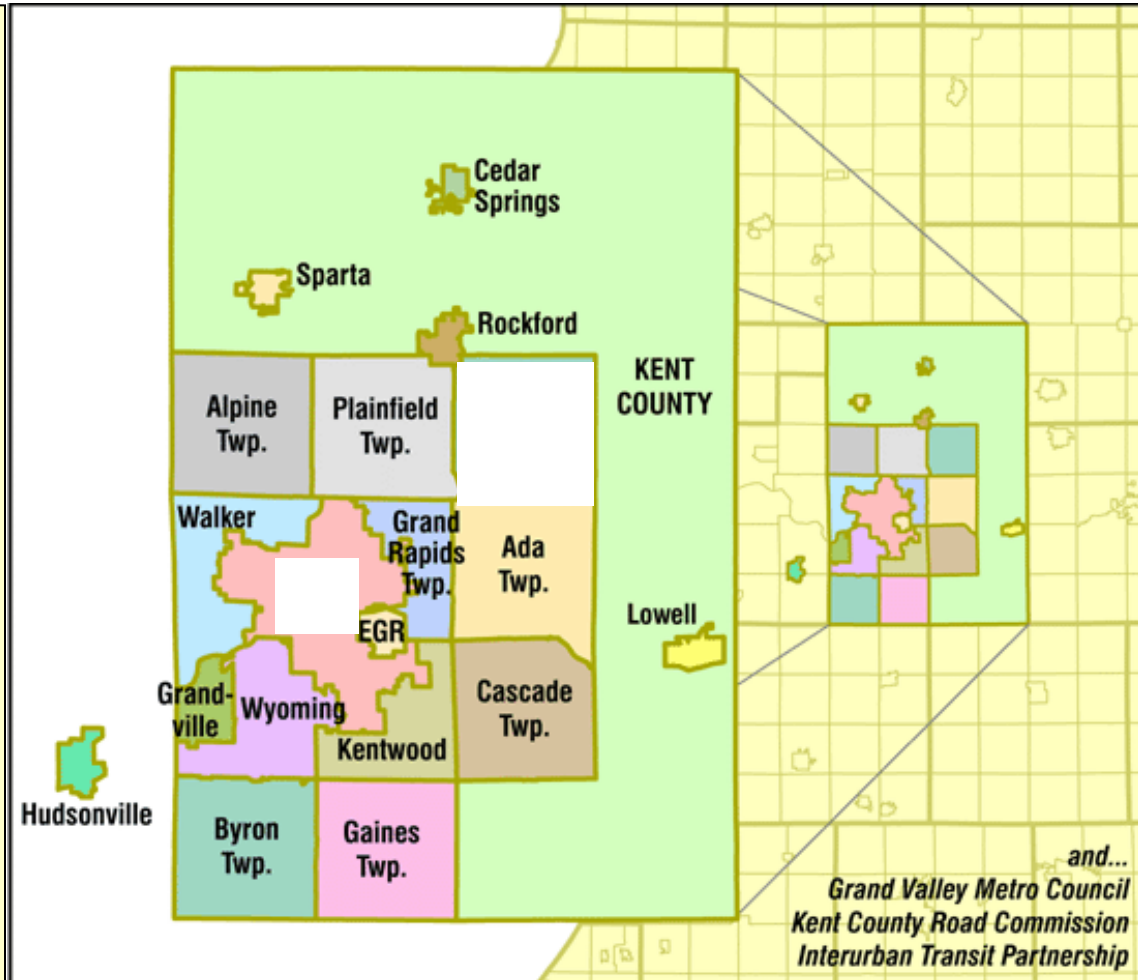 Cedar
Springs
Sparta
Rockford
KENT
COUNTY
Alpine
Twp.
Plainfield
Twp.
Walker
Grand
Rapids
Twp.
Ada
Twp.
EGR
Lowell
Grand-
ville
Wyoming
Cascade
Twp.
Kentwood
Hudsonville
Byron
Twp.
Gaines
Twp.
and...
Grand Valley Metro Council
Kent County Road Commission
Interurban Transit Partnership